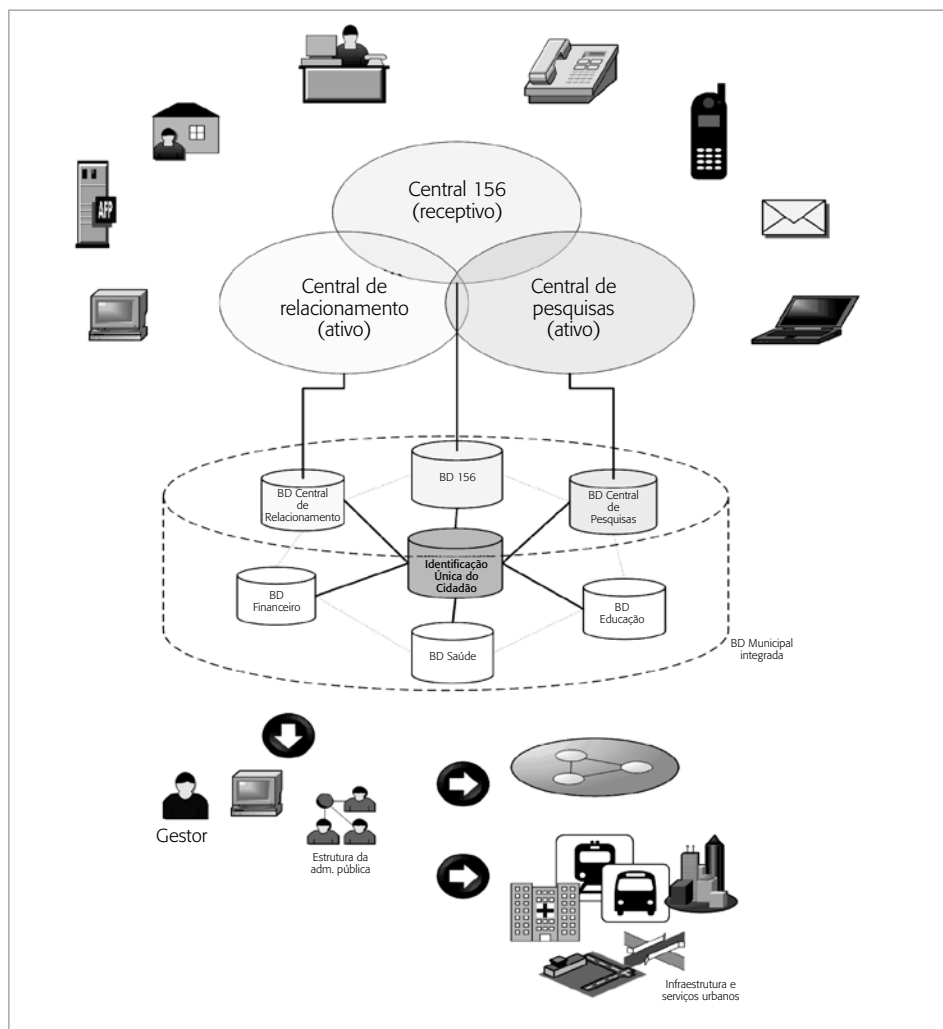 AFP
Central 156
(receptivo)
Central de
relacionamento
(ativo)
Central de
pesquisas
(ativo)
BD 156
BD Central
de
Relacionamento
BD Central
de
Pesquisas
Identificação
Única do
Cidadão
BD
Financeiro
BD
Educação
BD Saúde
BD Municipal
integrada
Gestor
Estrutura da
adm. pública
Infraestrutura e
serviços urbanos